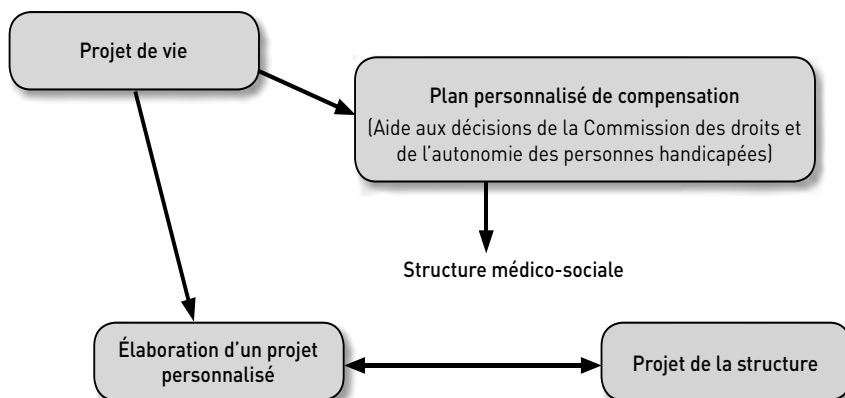 Projet de vie
Plan personnalisé de compensation
(Aide aux décisions de la Commission des droits et
de l'autonomie des personnes handicapées)
Structure médico-sociale
Élaboration d'un projet
personnalisé
Projet de la structure